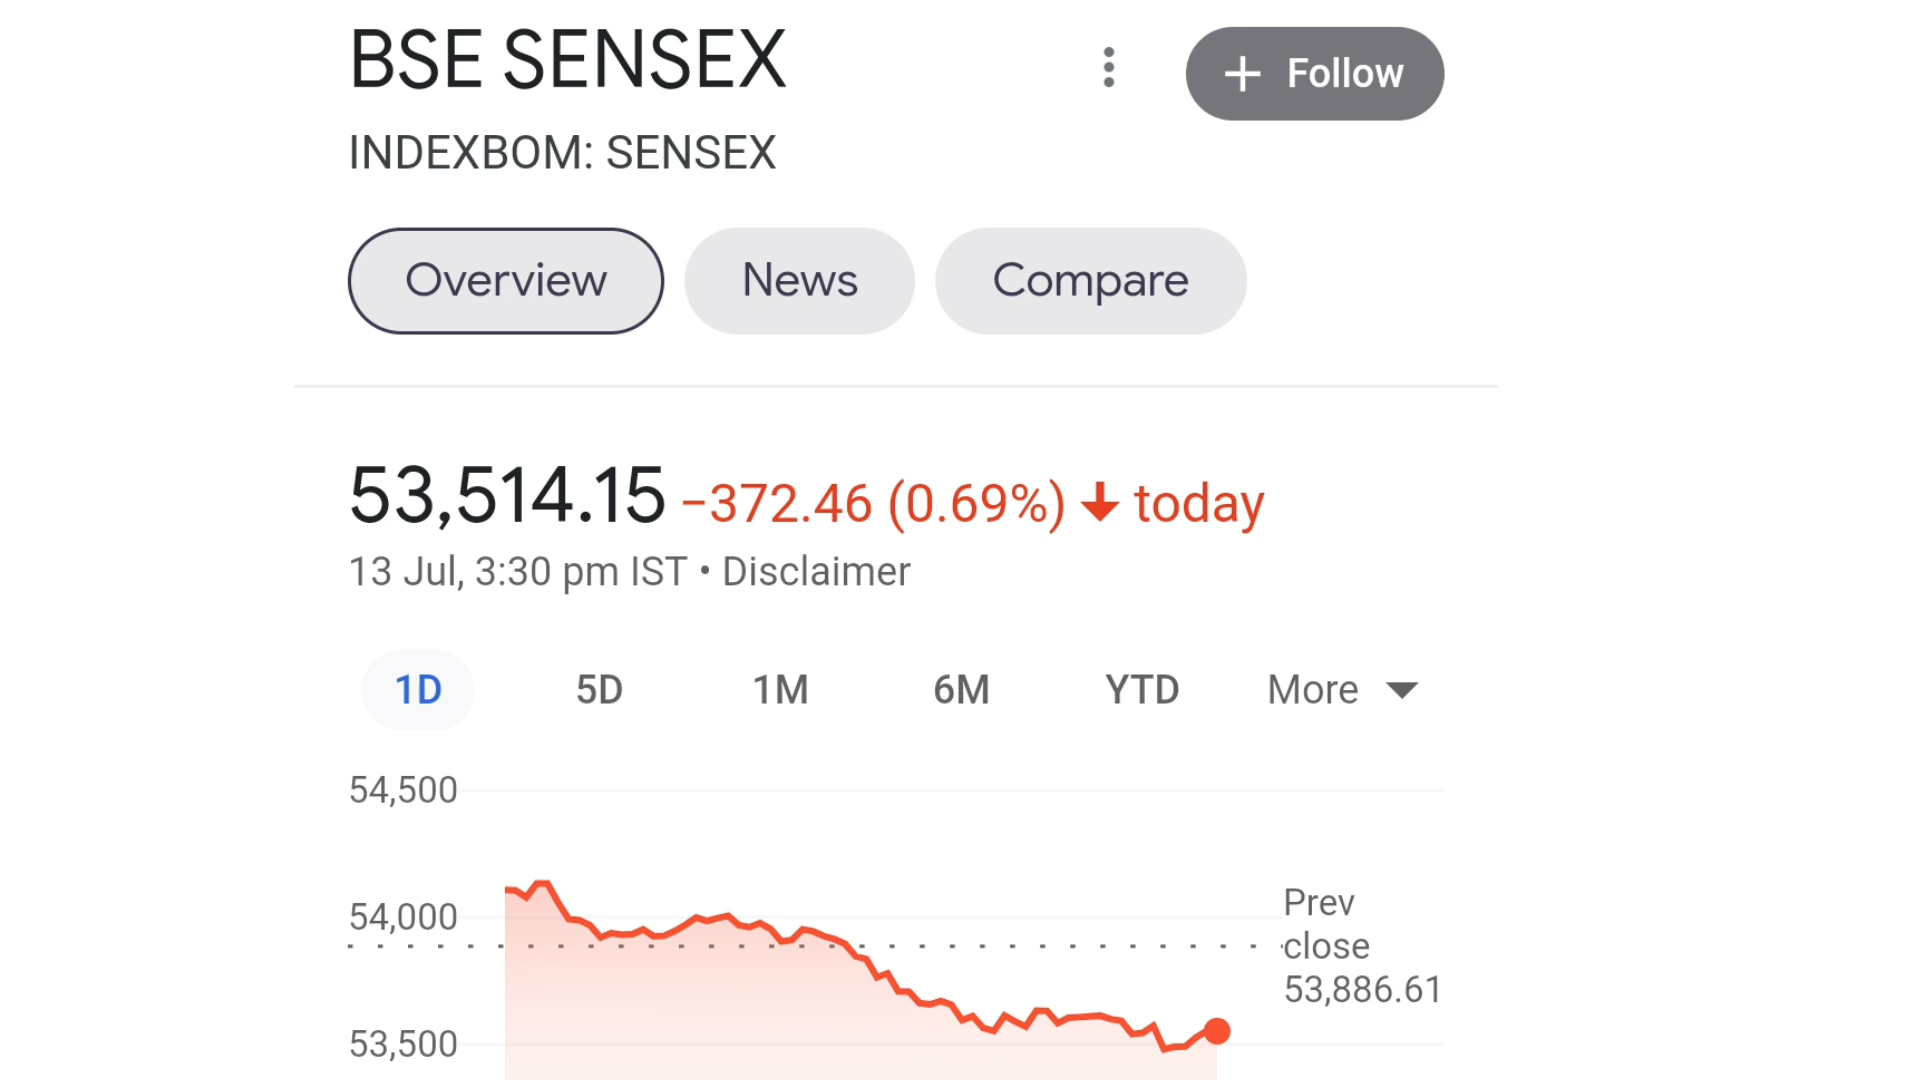 BSE SENSEX
+ Follow
INDEXBOM: SENSEX
Overview News Compare
53,514.15 −372.46 (0.69%) ↓ today
13 Jul, 3:30 pm IST • Disclaimer
1D 5D 1M 6M YTD More
54,500
54,000
53,500
Prev
close
53,886.61